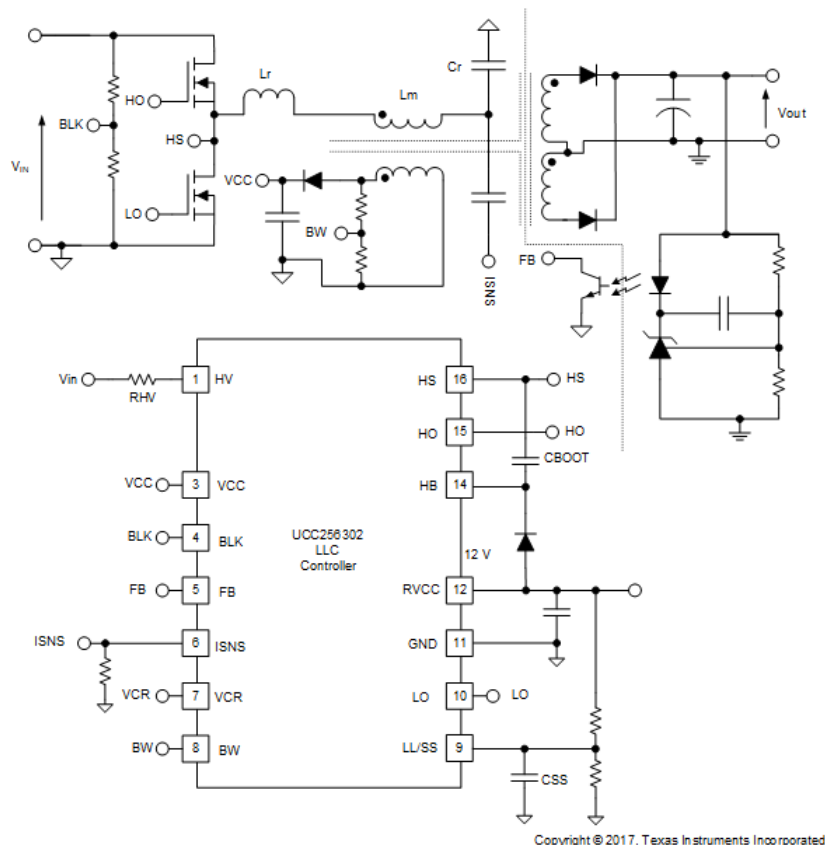 Lr
Cr
Lm
HO
BLK
HS
VIN
Vout
VCC
LO
BW
FB
ISNS
Vin
RHV
1
HV
HS
16
HS
HO
15
HO
CBOOT
VCC
3
VCC
HB
14
BLK
4
BLK
UCC256302
LLC
Controller
12 V
FB
5
FB
RVCC
12
ISNS
6
ISNS
GND
11
VCR
7
VCR
LO
10
LO
BW
8
BW
LL/SS
9
CSS
Copyright © 2017, Texas Instruments Incorporated